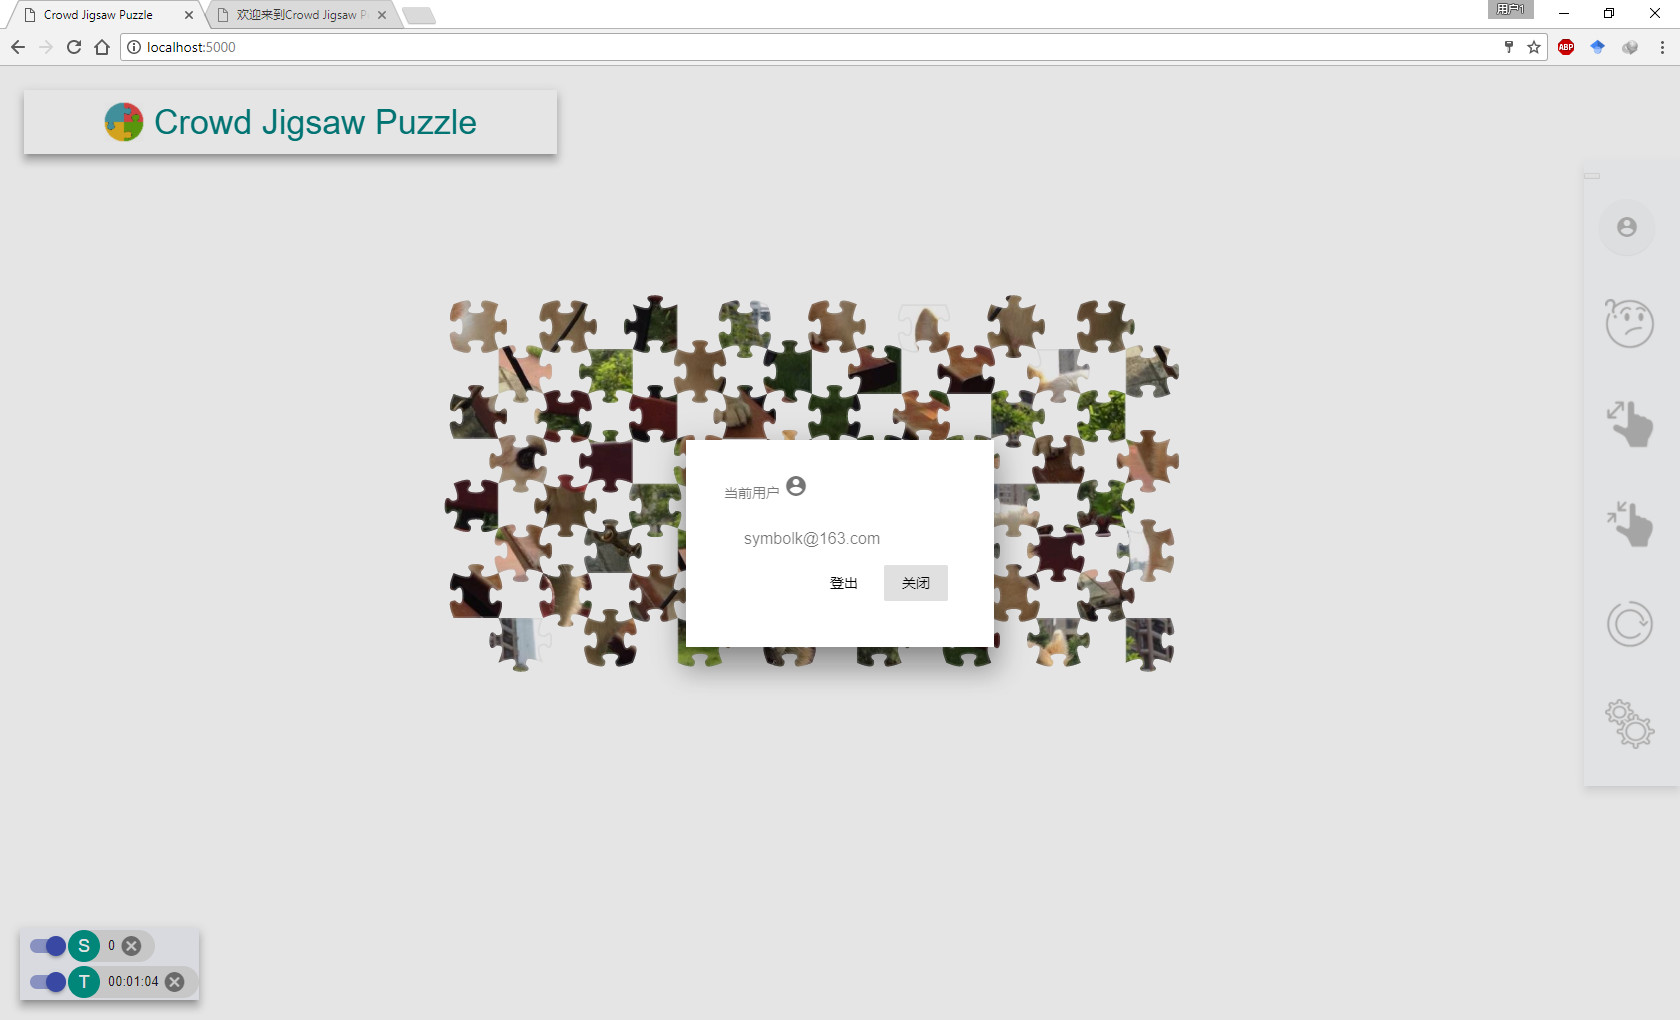 Crowd Jigsaw Puzzle
欢迎来到Crowd Jigsaw P
用户1
localhost:5000
ABP
Crowd Jigsaw Puzzle
当前用户
symbolk@163.com
登出 关闭
S 0
T 00:01:04